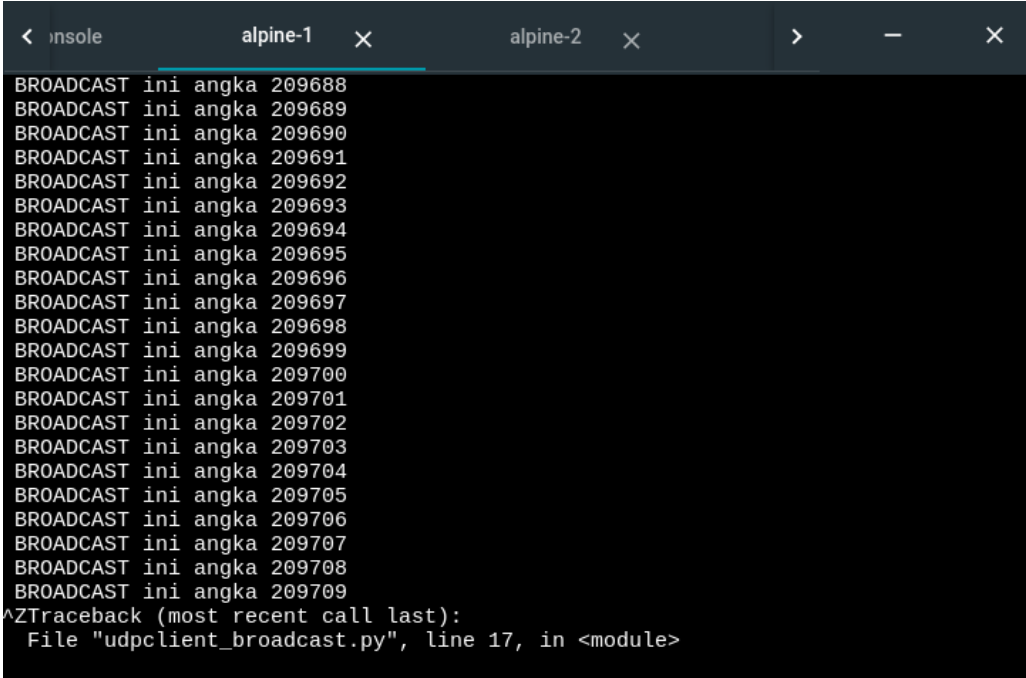 onsole alpine-1 alpine-2
BROADCAST ini angka 209688
BROADCAST ini angka 209689
BROADCAST ini angka 209690
BROADCAST ini angka 209691
BROADCAST ini angka 209692
BROADCAST ini angka 209693
BROADCAST ini angka 209694
BROADCAST ini angka 209695
BROADCAST ini angka 209696
BROADCAST ini angka 209697
BROADCAST ini angka 209698
BROADCAST ini angka 209699
BROADCAST ini angka 209700
BROADCAST ini angka 209701
BROADCAST ini angka 209702
BROADCAST ini angka 209703
BROADCAST ini angka 209704
BROADCAST ini angka 209705
BROADCAST ini angka 209706
BROADCAST ini angka 209707
BROADCAST ini angka 209708
BROADCAST ini angka 209709
^ZTraceback (most recent call last):
File "udpclient_broadcast.py", line 17, in <module>